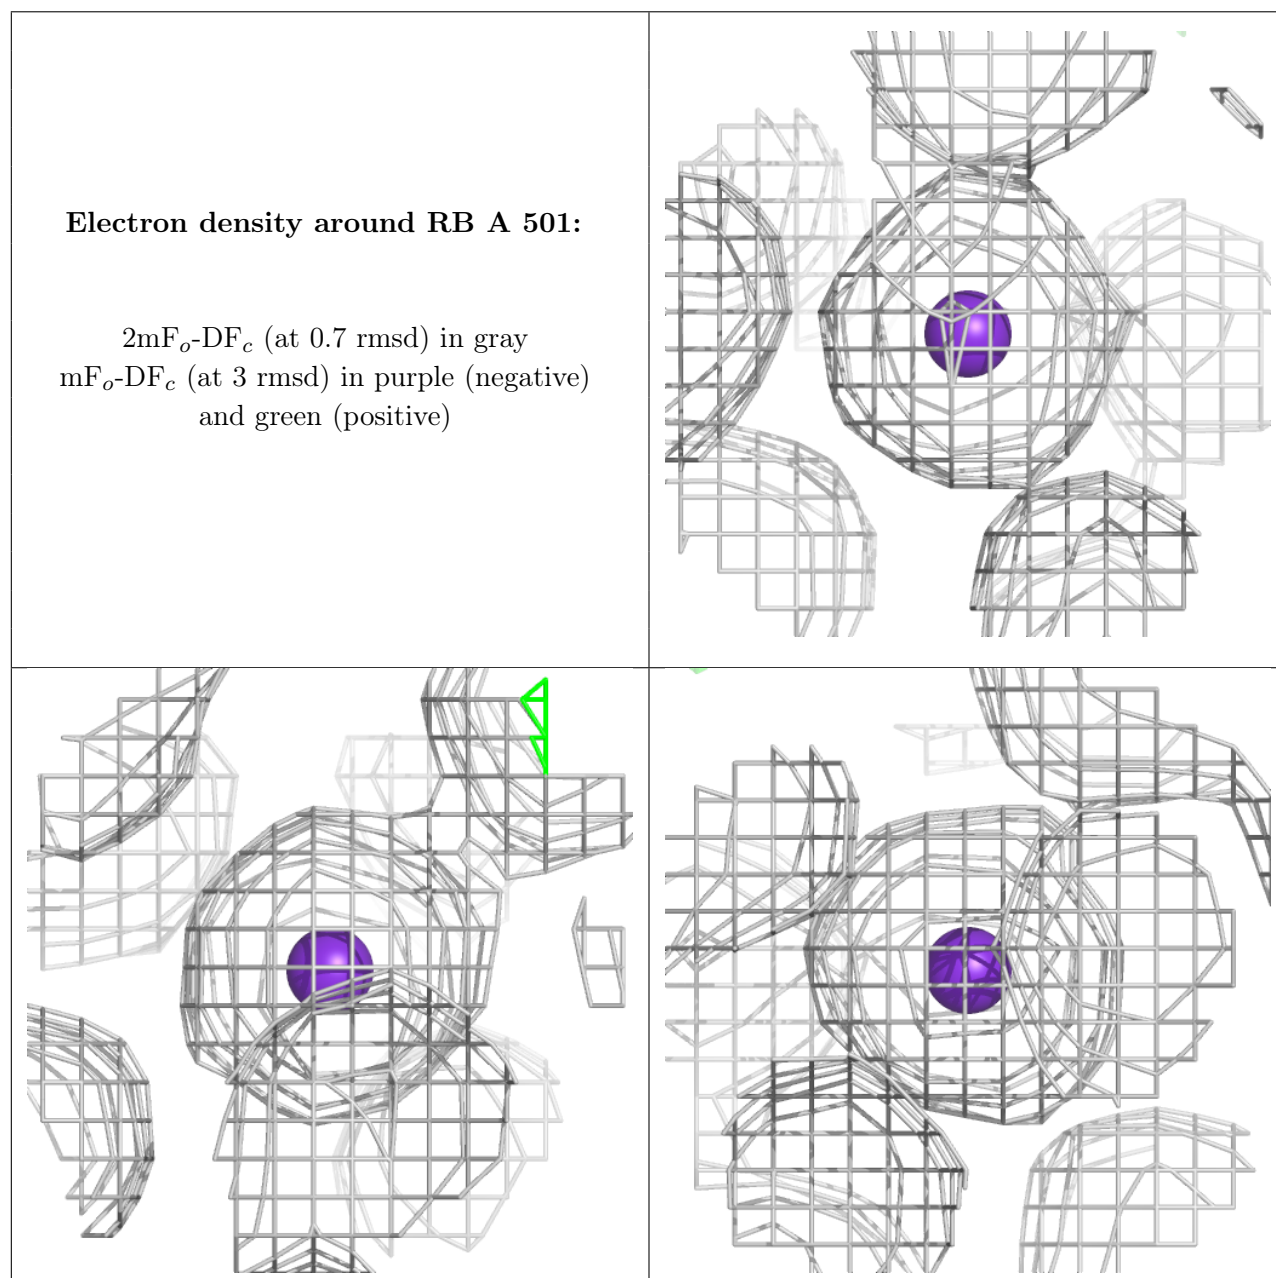 Electron density around RB A 501:
2mFo-DFc (at 0.7 rmsd) in gray
mFo-DFc (at 3 rmsd) in purple (negative)
and green (positive)